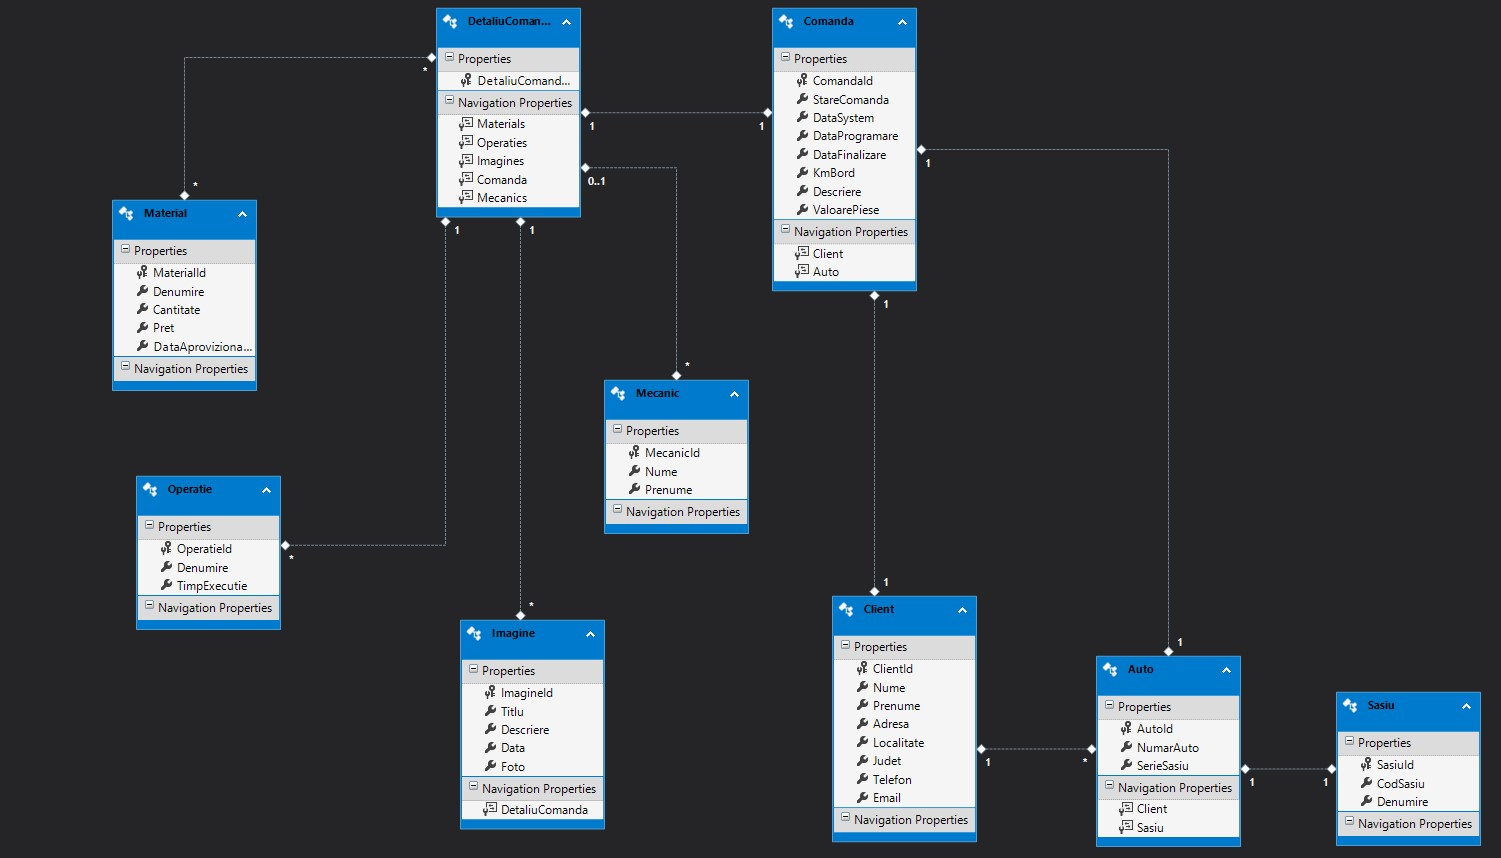 DetaliuComan...
Properties
DetaliuComand...
Navigation Properties
Materials
Operaties
Imagines
Comanda
Mecanics
*
1
0..1
1
1
Comanda
Properties
ComandaId
StareComanda
DataSystem
DataProgramare
DataFinalizare
KmBord
Descriere
ValoarePiese
Navigation Properties
Client
Auto
1
1
1
*
Material
Properties
MaterialId
Denumire
Cantitate
Pret
DataAproviziona...
Navigation Properties
*
Mecanic
Properties
MecanicId
Nume
Prenume
Navigation Properties
Operatie
Properties
OperatieId
Denumire
TimpExecutie
Navigation Properties
*
*
Imagine
Properties
ImagineId
Titlu
Descriere
Data
Foto
Navigation Properties
DetaliuComanda
1
Client
Properties
ClientId
Nume
Prenume
Adresa
Localitate
Judet
Telefon
Email
Navigation Properties
1
*
1
Auto
Properties
AutoId
NumarAuto
SerieSasiu
Navigation Properties
Client
Sasiu
1
1
Sasiu
Properties
SasiuId
CodSasiu
Denumire
Navigation Properties